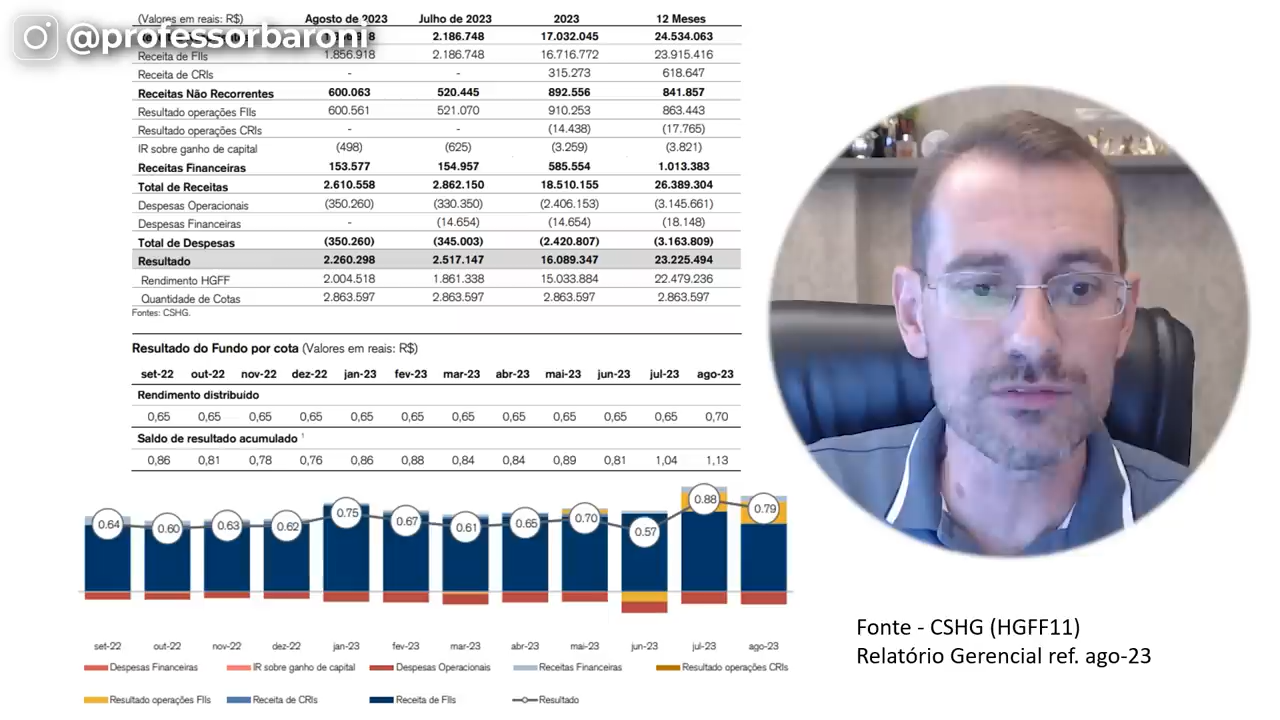 (Valores em reais: R$) Agosto de 2023 Julho de 2023 2023 12 Meses
@professorbaroni
2.186.748 17.032.045 24.534.063
Receita de FIIs 1.856.918 2.186.748 16.716.772 23.915.416
Receita de CRIs - - 315.273 618.647
Receitas Não Recorrentes 600.063 520.445 892.556 841.857
Resultado operações FIIs 600.561 521.070 910.253 863.443
Resultado operações CRIs - - (14.438) (17.765)
IR sobre ganho de capital (498) (625) (3.259) (3.821)
Receitas Financeiras 153.577 154.957 585.554 1.013.383
Total de Receitas 2.610.558 2.862.150 18.510.155 26.389.304
Despesas Operacionais (350.260) (330.350) (2.406.153) (3.145.661)
Despesas Financeiras - (14.654) (14.654) (18.148)
Total de Despesas (350.260) (345.003) (2.420.807) (3.163.809)
Resultado 2.260.298 2.517.147 16.089.347 23.225.494
Rendimento HGFF 2.004.518 1.861.338 15.033.884 22.479.236
Quantidade de Cotas 2.863.597 2.863.597 2.863.597 2.863.597
Fontes: CSHG.
Resultado do Fundo por cota (Valores em reais: R$)
set-22 out-22 nov-22 dez-22 jan-23 fev-23 mar-23 abr-23 mai-23 jun-23 jul-23 ago-23
Rendimento distribuído
0,65 0,65 0,65 0,65 0,65 0,65 0,65 0,65 0,65 0,65 0,65 0,70
Saldo de resultado acumulado ¹
0,86 0,81 0,78 0,76 0,86 0,88 0,84 0,84 0,89 0,81 1,04 1,13
0.64 0.60 0.63 0.62 0.75 0.67 0.61 0.65 0.70 0.57 0.88 0.79
set-22 out-22 nov-22 dez-22 jan-23 fev-23 mar-23 abr-23 mai-23 jun-23 jul-23 ago-23
Despesas Financeiras IR sobre ganho de capital Despesas Operacionais Receitas Financeiras Resultado operações CRIs
Resultado operações FIIs Receita de CRIs Receita de FIIs Resultado
Fonte - CSHG (HGFF11)
Relatório Gerencial ref. ago-23